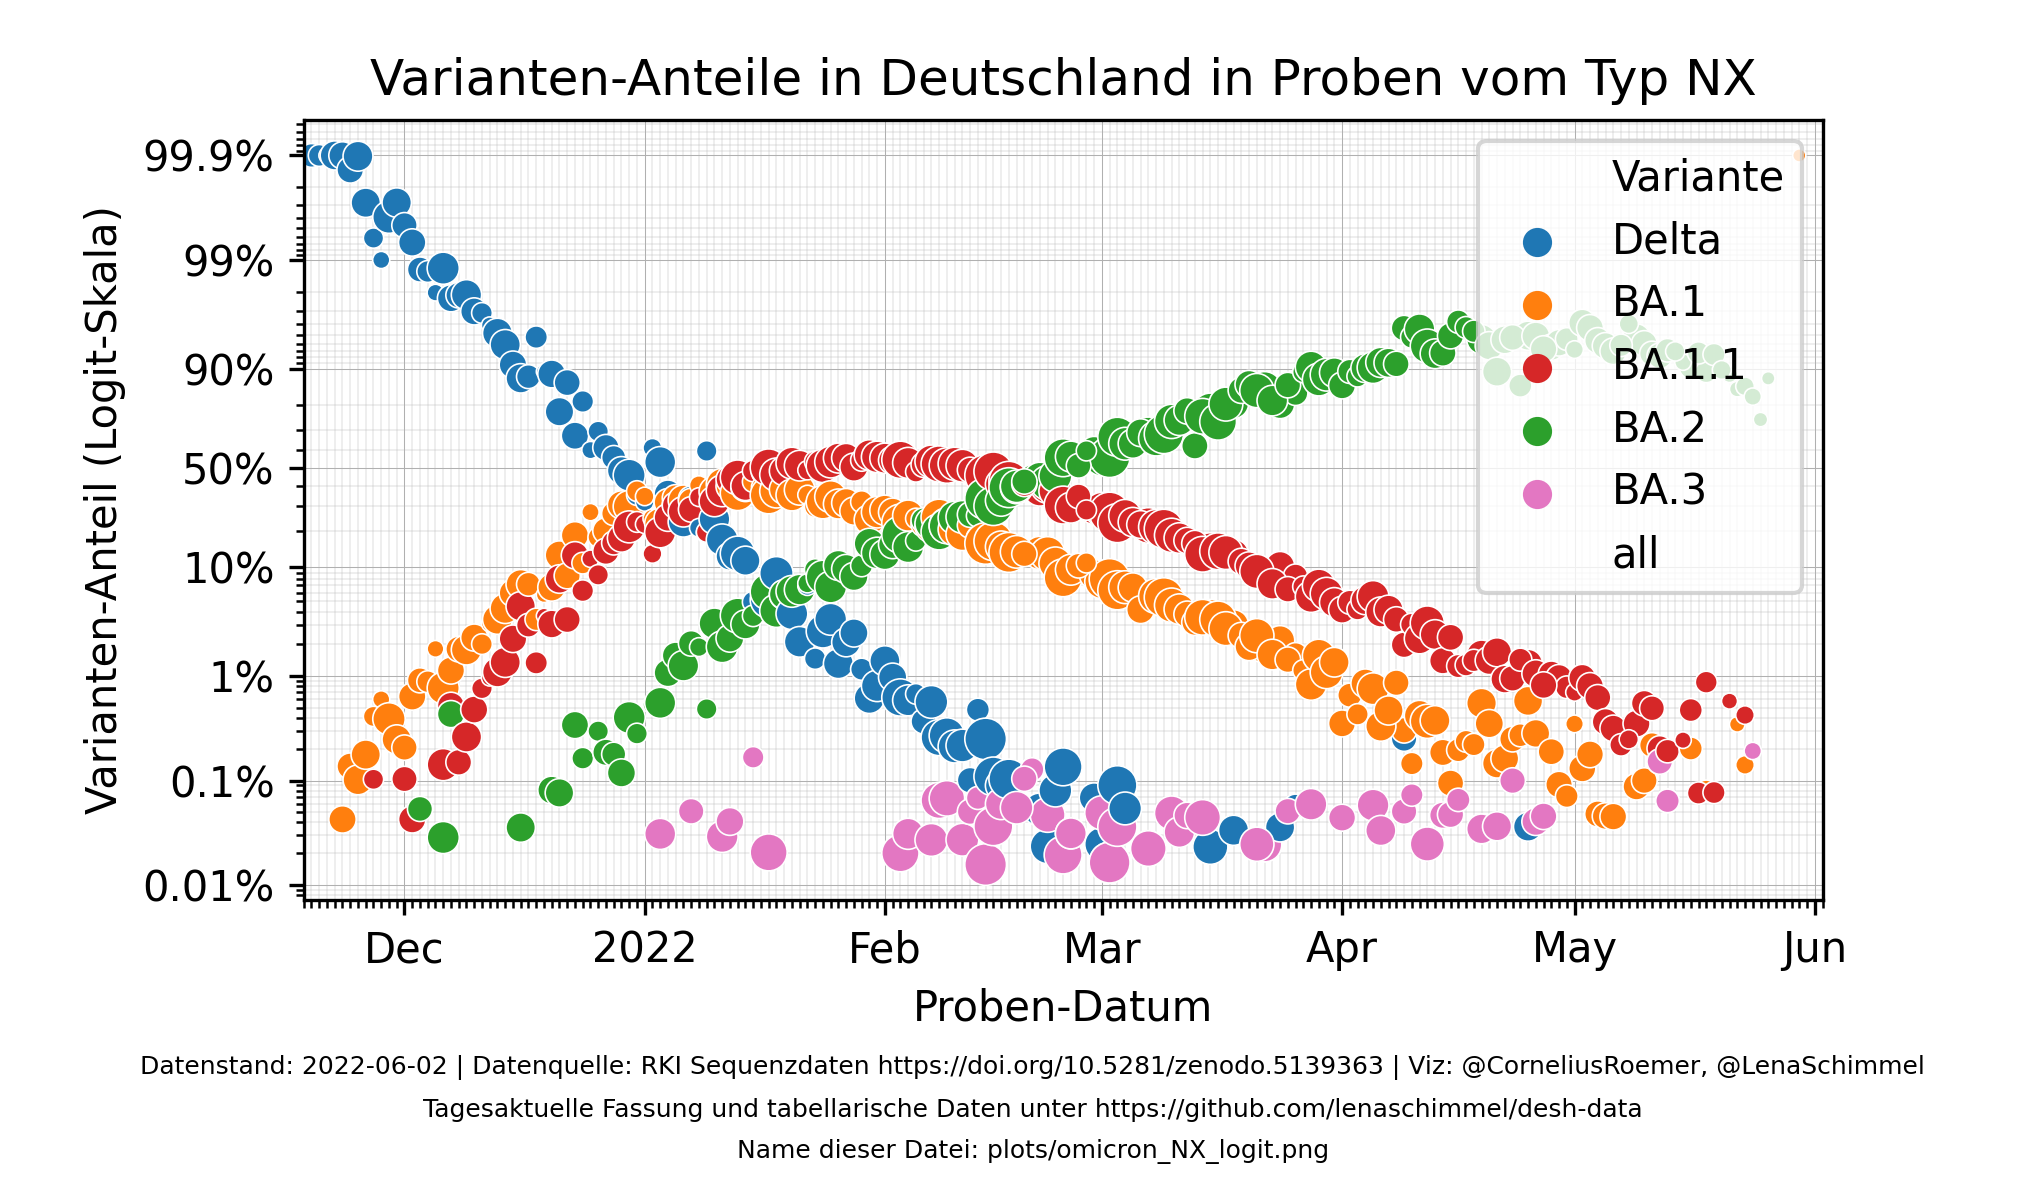 Varianten-Anteile in Deutschland in Proben vom Typ NX
Varianten-Anteil (Logit-Skala)
99.9%
99%
90%
50%
10%
1%
0.1%
0.01%
Variante
Delta
BA.1
BA.1.1
BA.2
BA.3
all
Dec 2022 Feb Mar Apr May Jun
Proben-Datum
Datenstand: 2022-06-02 | Datenquelle: RKI Sequenzdaten https://doi.org/10.5281/zenodo.5139363 | Viz: @CorneliusRoemer, @LenaSchimmel
Tagesaktuelle Fassung und tabellarische Daten unter https://github.com/lenaschimmel/desh-data
Name dieser Datei: plots/omicron_NX_logit.png